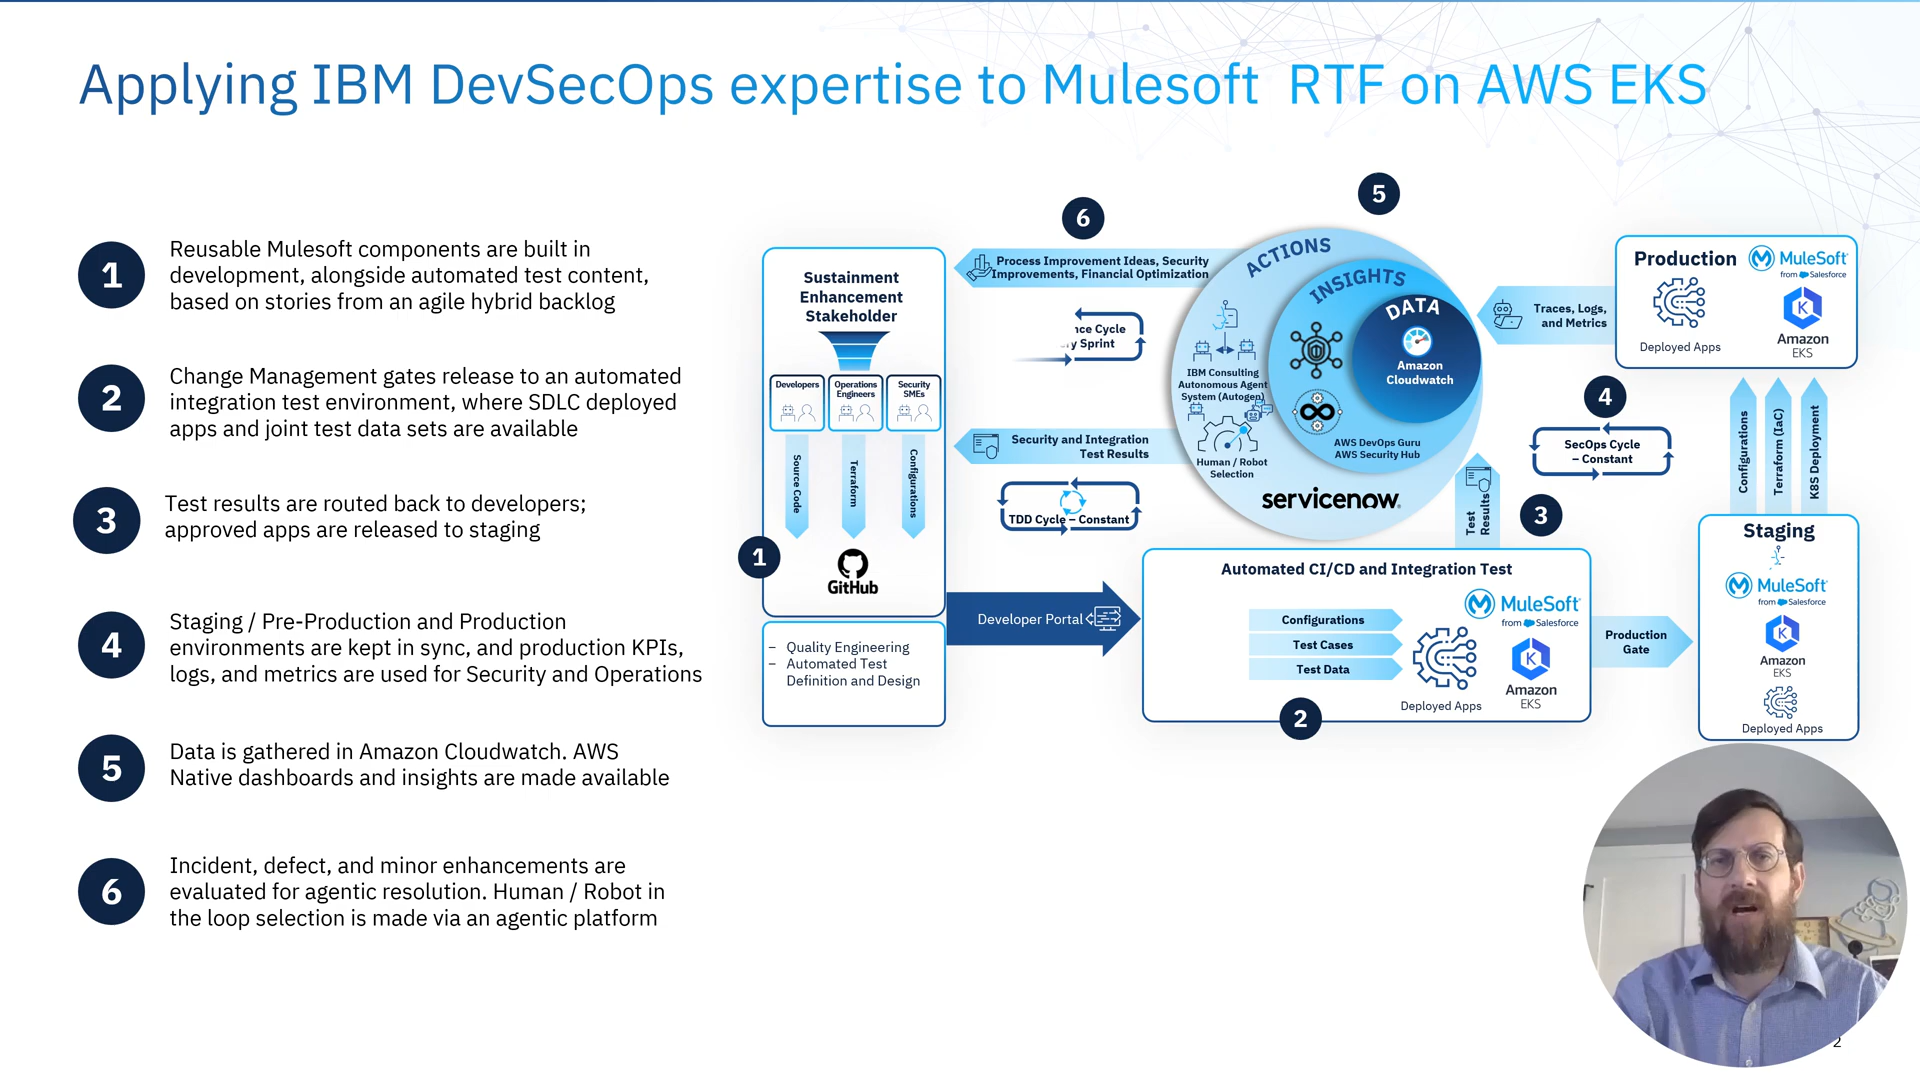 Applying IBM DevSecOps expertise to Mulesoft RTF on AWS EKS
1
Reusable Mulesoft components are built in
development, alongside automated test content,
based on stories from an agile hybrid backlog
2
Change Management gates release to an automated
integration test environment, where SDLC deployed
apps and joint test data sets are available
3
Test results are routed back to developers;
approved apps are released to staging
4
Staging / Pre-Production and Production
environments are kept in sync, and production KPIs,
logs, and metrics are used for Security and Operations
5
Data is gathered in Amazon Cloudwatch. AWS
Native dashboards and insights are made available
6
Incident, defect, and minor enhancements are
evaluated for agentic resolution. Human / Robot in
the loop selection is made via an agentic platform
Sustainment
Enhancement
Stakeholder
Developers
Operations
Engineers
Security
SMEs
Source Code
Terraform
Configurations
1
GitHub
– Quality Engineering
– Automated Test
Definition and Design
6
Process Improvement Ideas, Security
Improvements, Financial Optimization
nce Cycle
y Sprint
Security and Integration
Test Results
TDD Cycle – Constant
Developer Portal
5
ACTIONS
INSIGHTS
DATA
Amazon
Cloudwatch
IBM Consulting
Autonomous Agent
System (Autogen)
Human / Robot
Selection
AWS DevOps Guru
AWS Security Hub
servicenow
Traces, Logs,
and Metrics
Production
MuleSoft
from Salesforce
Deployed Apps
Amazon
EKS
4
SecOps Cycle
– Constant
Configurations
Terraform (IaC)
K8S Deployment
Test
Results
3
Automated CI/CD and Integration Test
Configurations
Test Cases
Test Data
MuleSoft
from Salesforce
Deployed Apps
Amazon
EKS
2
Production
Gate
Staging
MuleSoft
from Salesforce
Amazon
EKS
Deployed Apps
2